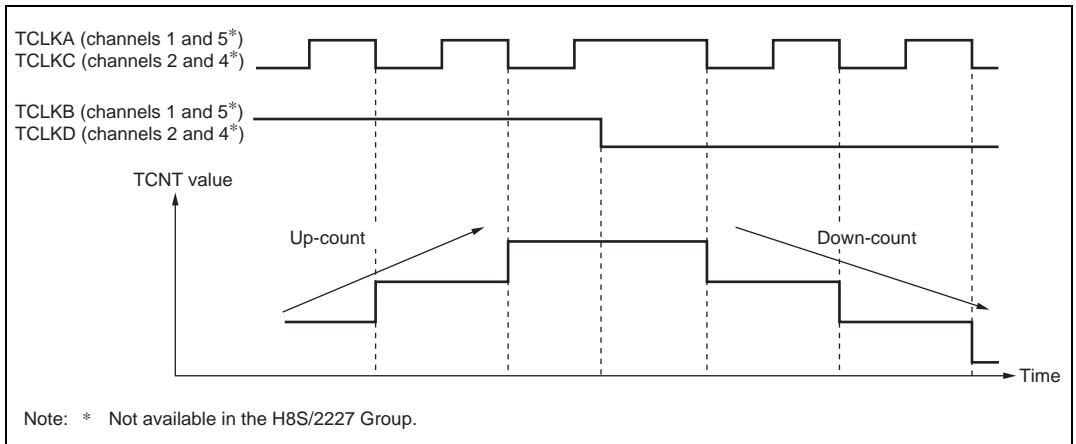 TCLKA (channels 1 and 5*)
TCLKC (channels 2 and 4*)
TCLKB (channels 1 and 5*)
TCLKD (channels 2 and 4*)
TCNT value
Up-count
Down-count
Time
Note: * Not available in the H8S/2227 Group.